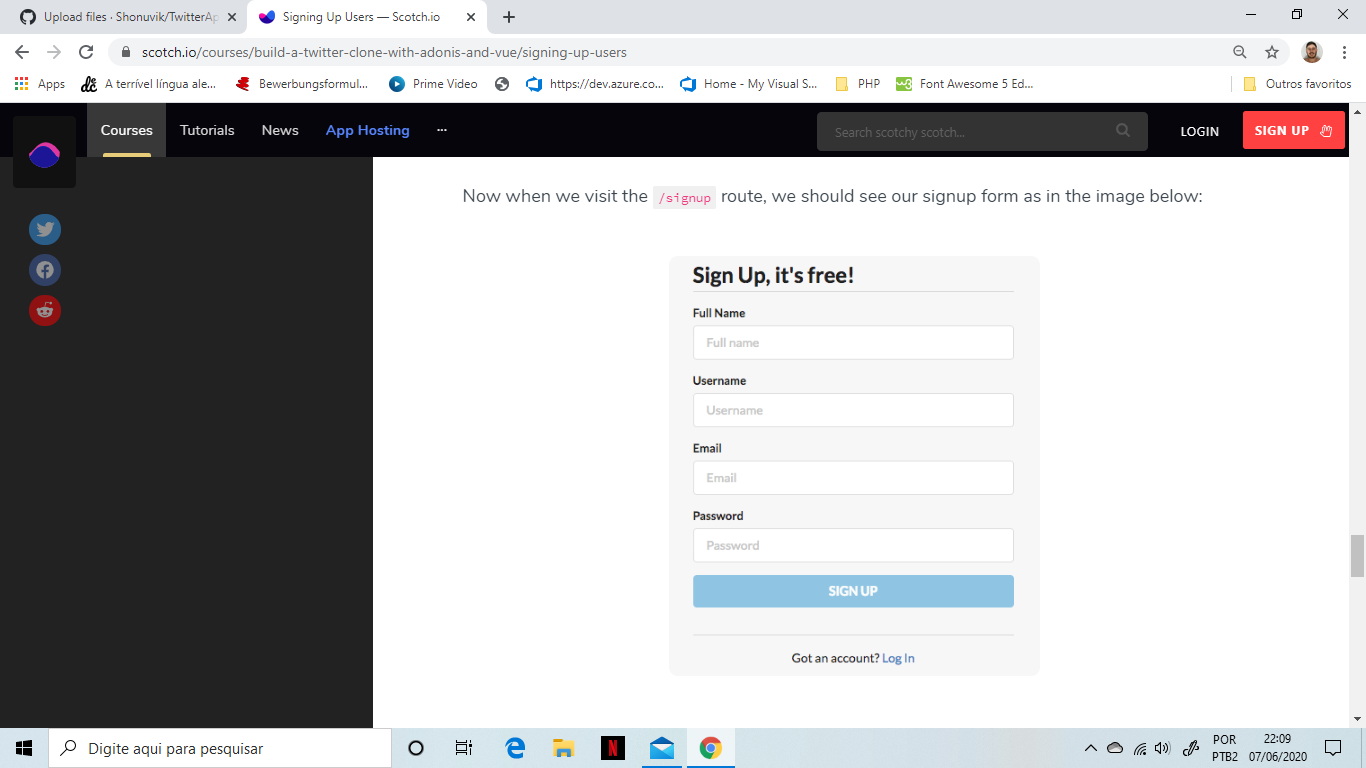 Upload files · Shonuvik/TwitterAp
Signing Up Users — Scotch.io
scotch.io/courses/build-a-twitter-clone-with-adonis-and-vue/signing-up-users
Apps
A terrível língua ale...
Bewerbungsformul...
Prime Video
https://dev.azure.co...
Home - My Visual S...
PHP
Font Awesome 5 Ed...
Outros favoritos
Courses
Tutorials
News
App Hosting
...
Search scotchy scotch...
LOGIN
SIGN UP
Now when we visit the /signup route, we should see our signup form as in the image below:
Sign Up, it's free!
Full Name
Full name
Username
Username
Email
Email
Password
Password
SIGN UP
Got an account? Log In
Digite aqui para pesquisar
POR
PTB2
22:09
07/06/2020